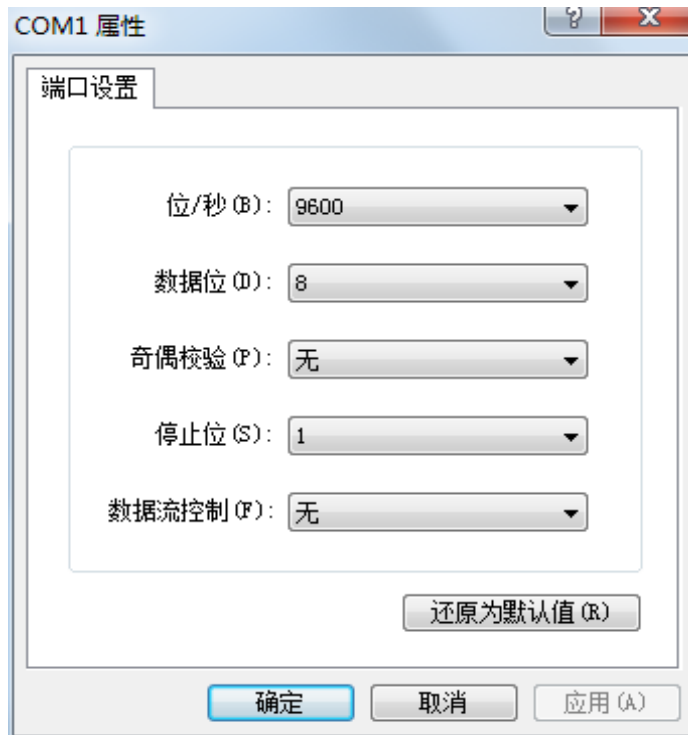 COM1 属性
端口设置
位/秒(B): 9600
数据位(D): 8
奇偶校验(P): 无
停止位(S): 1
数据流控制(F): 无
还原为默认值(R)
确定 取消 应用(A)